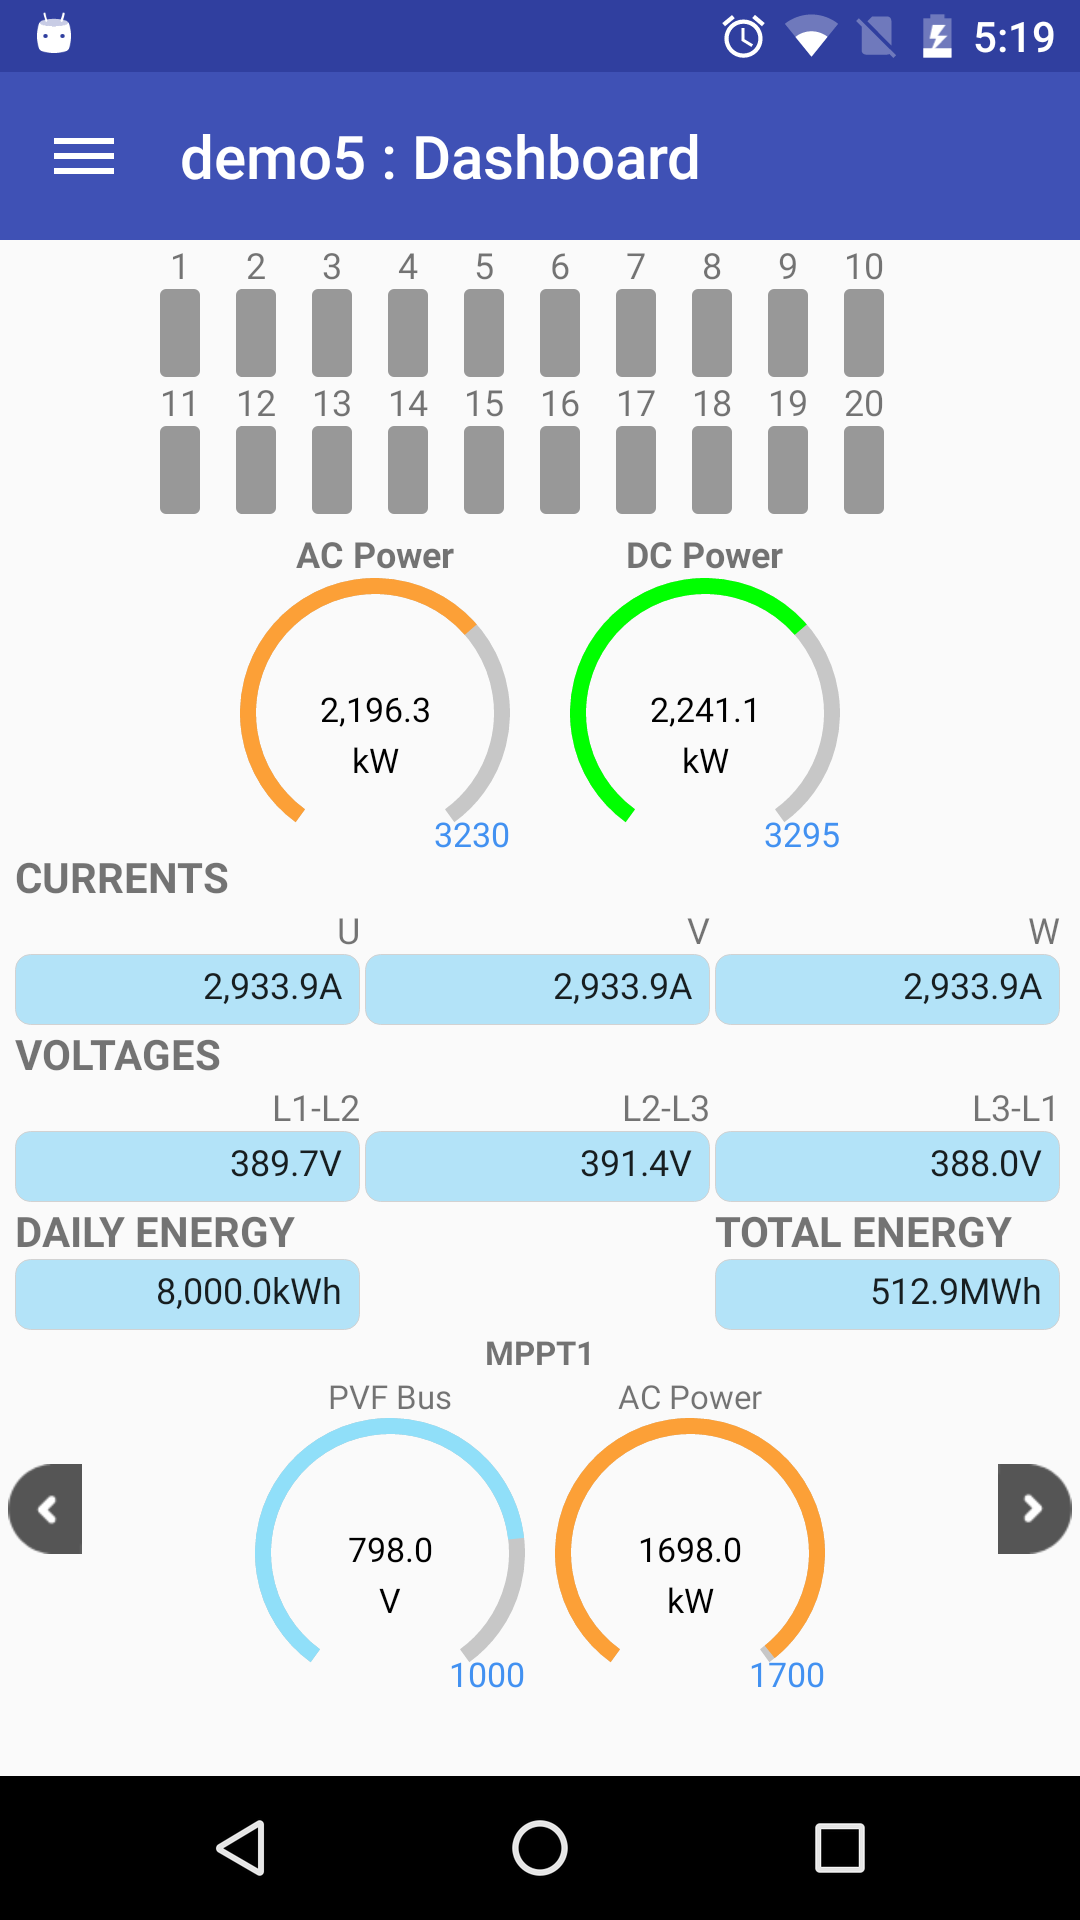 5:19
demo5 : Dashboard
1 2 3 4 5 6 7 8 9 10
11 12 13 14 15 16 17 18 19 20
AC Power DC Power
2,196.3 2,241.1
kW kW
3230 3295
CURRENTS
U V W
2,933.9A 2,933.9A 2,933.9A
VOLTAGES
L1-L2 L2-L3 L3-L1
389.7V 391.4V 388.0V
DAILY ENERGY TOTAL ENERGY
8,000.0kWh 512.9MWh
MPPT1
PVF Bus AC Power
798.0 1698.0
V kW
1000 1700